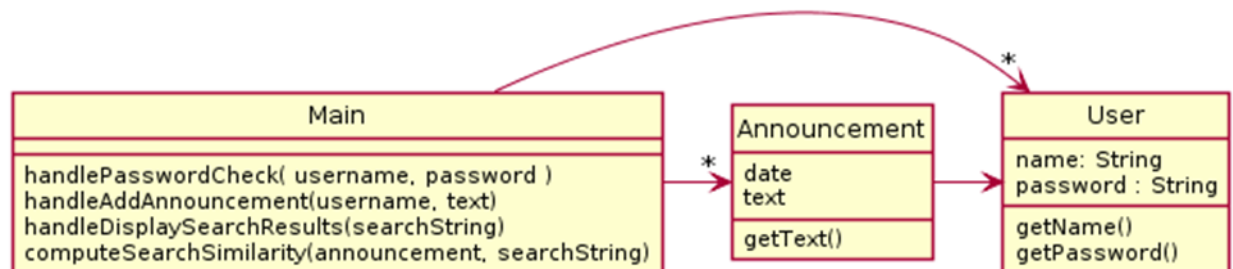 *
Main
handlePasswordCheck( username, password )
handleAddAnnouncement(username, text)
handleDisplaySearchResults(searchString)
computeSearchSimilarity(announcement, searchString)
*
Announcement
date
text
getText()
User
name: String
password : String
getName()
getPassword()